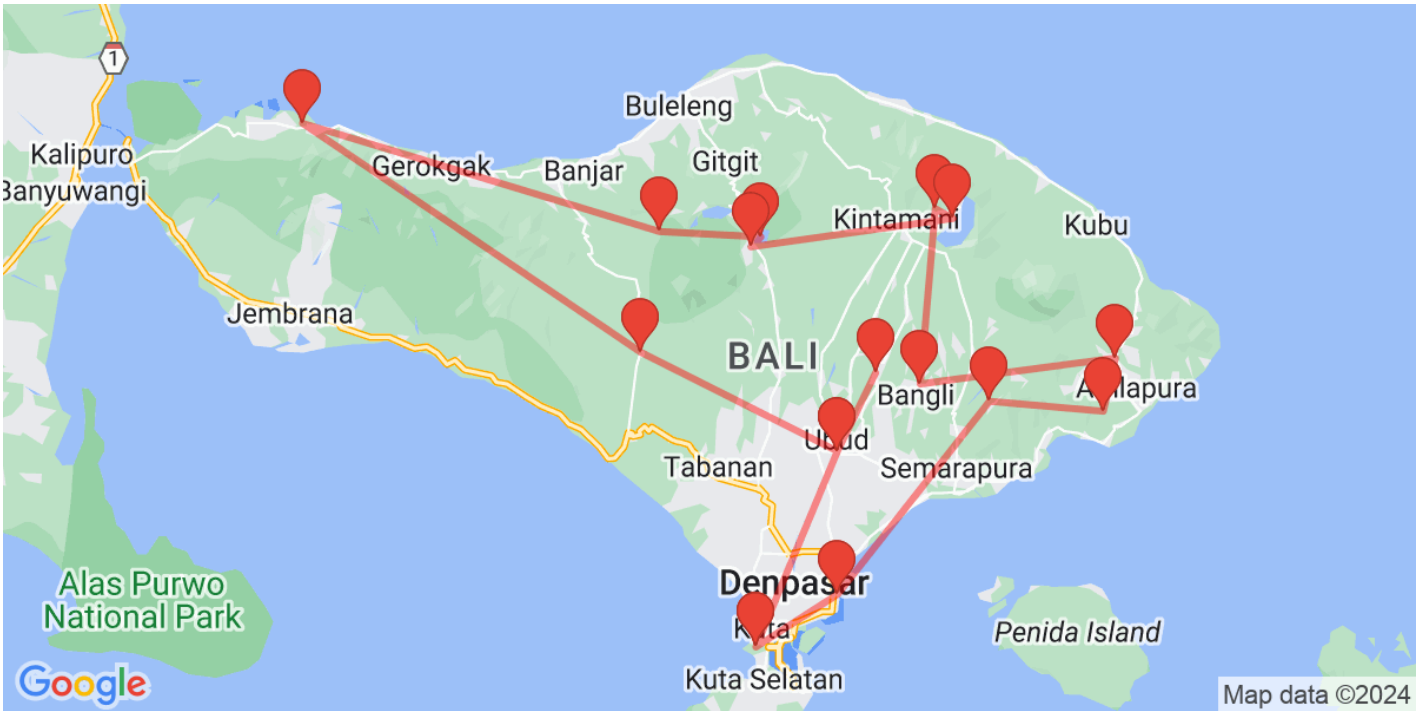 1
Buleleng
Kalipuro
Gitgit
Gerokgak
Banjar
Banyuwangi
Kintamani
Kubu
Jembrana
BALI
Bangli
Ubud
Tabanan
Semarapura
Denpasar
Alas Purwo
National Park
Kuta
Penida Island
Kuta Selatan
Google
Map data ©2024